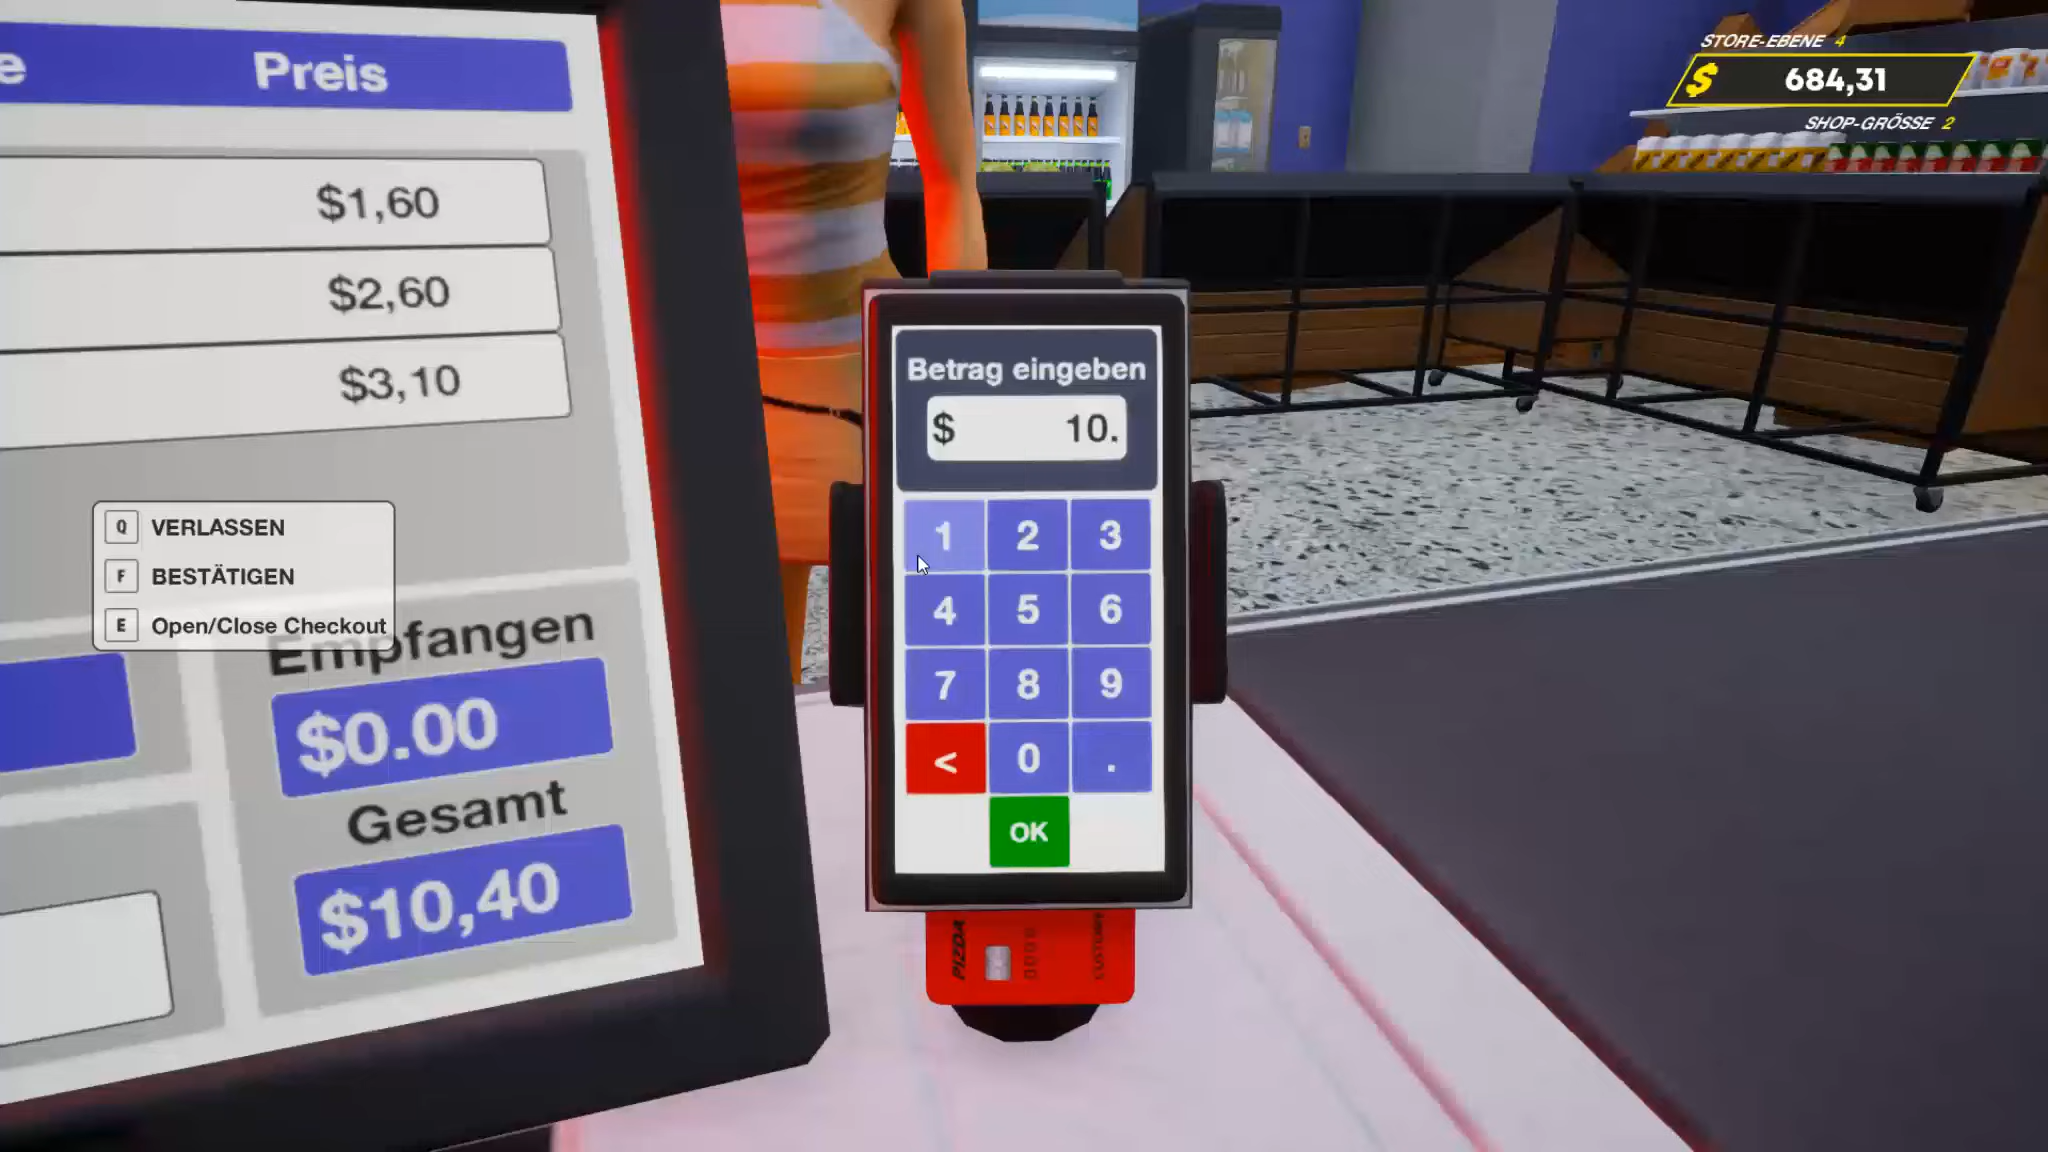 e Preis
$1,60
$2,60
$3,10
Q VERLASSEN
F BESTÄTIGEN
E Open/Close Checkout
Empfangen
$0.00
Gesamt
$10,40
Betrag eingeben
$ 10.
1 2 3
4 5 6
7 8 9
< 0 .
OK
PIZDA
STORE-EBENE 4
$ 684,31
SHOP-GRÖSSE 2